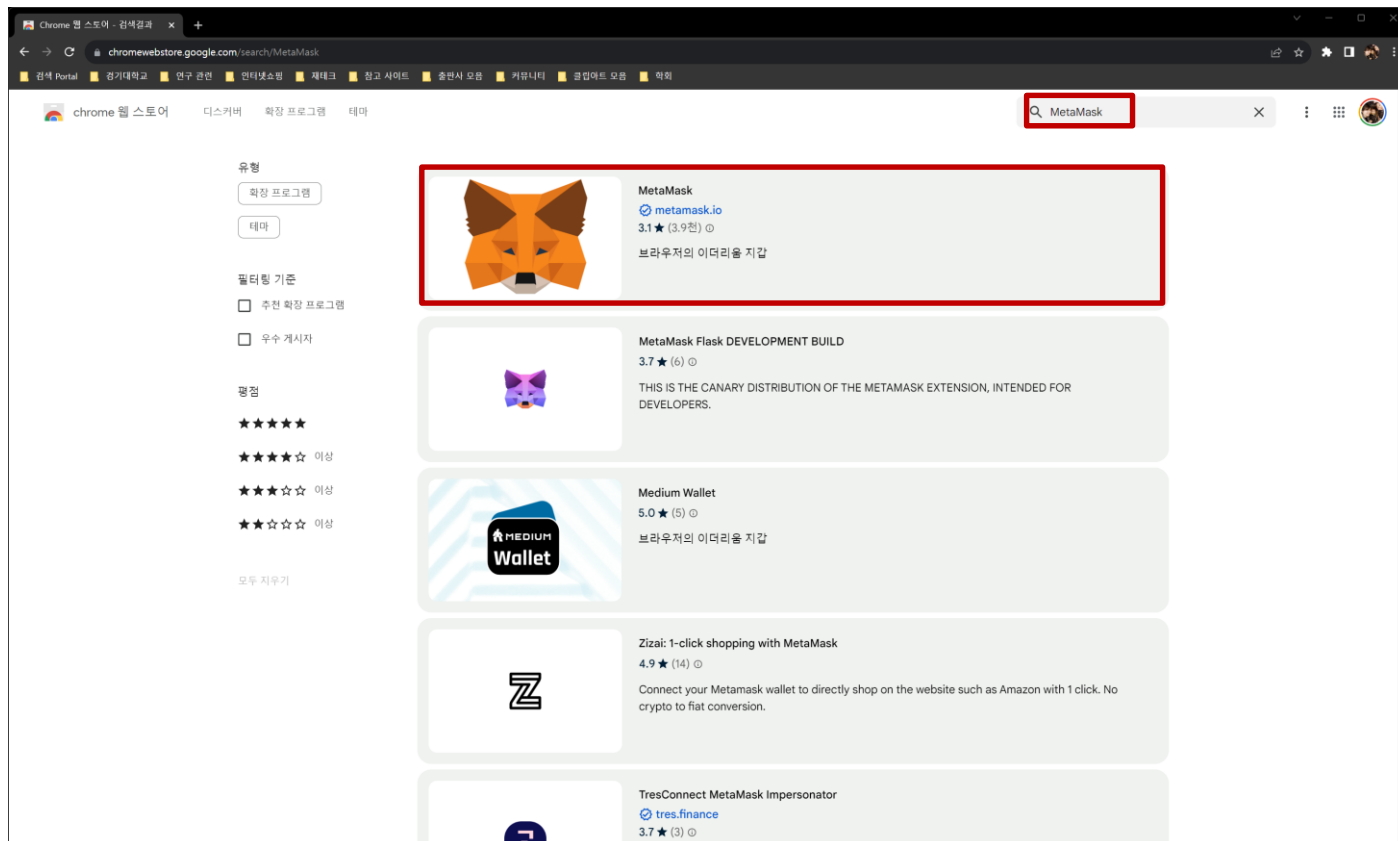 Chrome 웹 스토어 - 검색결과
chromewebstore.google.com/search/MetaMask
검색 Portal 경기대학교 연구 관련 인터넷쇼핑 재태크 참고 사이트 출판사 모음 커뮤니티 클립아트 모음 학회
chrome 웹 스토어 디스커버 확장 프로그램 테마 MetaMask
유형
확장 프로그램
테마
필터링 기준
추천 확장 프로그램
우수 게시자
평점
이상
이상
이상
모두 지우기
MetaMask
metamask.io
3.1★ (3.9천)
브라우저의 이더리움 지갑
MetaMask Flask DEVELOPMENT BUILD
3.7★ (6)
THIS IS THE CANARY DISTRIBUTION OF THE METAMASK EXTENSION, INTENDED FOR
DEVELOPERS.
MEDIUM
Wallet
Medium Wallet
5.0★ (5)
브라우저의 이더리움 지갑
Zizai: 1-click shopping with MetaMask
4.9★ (14)
Connect your Metamask wallet to directly shop on the website such as Amazon with 1 click. No
crypto to fiat conversion.
TresConnect MetaMask Impersonator
tres.finance
3.7★ (3)